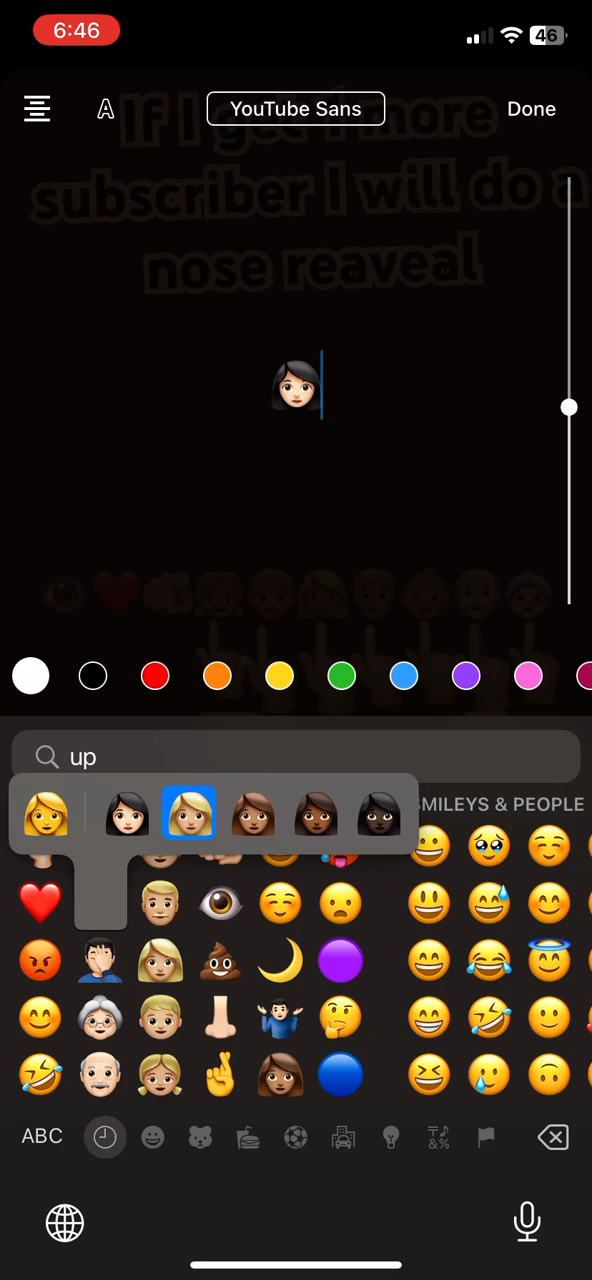 6:46
46
A
YouTube Sans
Done
If I get 1 more
subscriber I will do a
nose reaveal
up
SMILEYS & PEOPLE
ABC